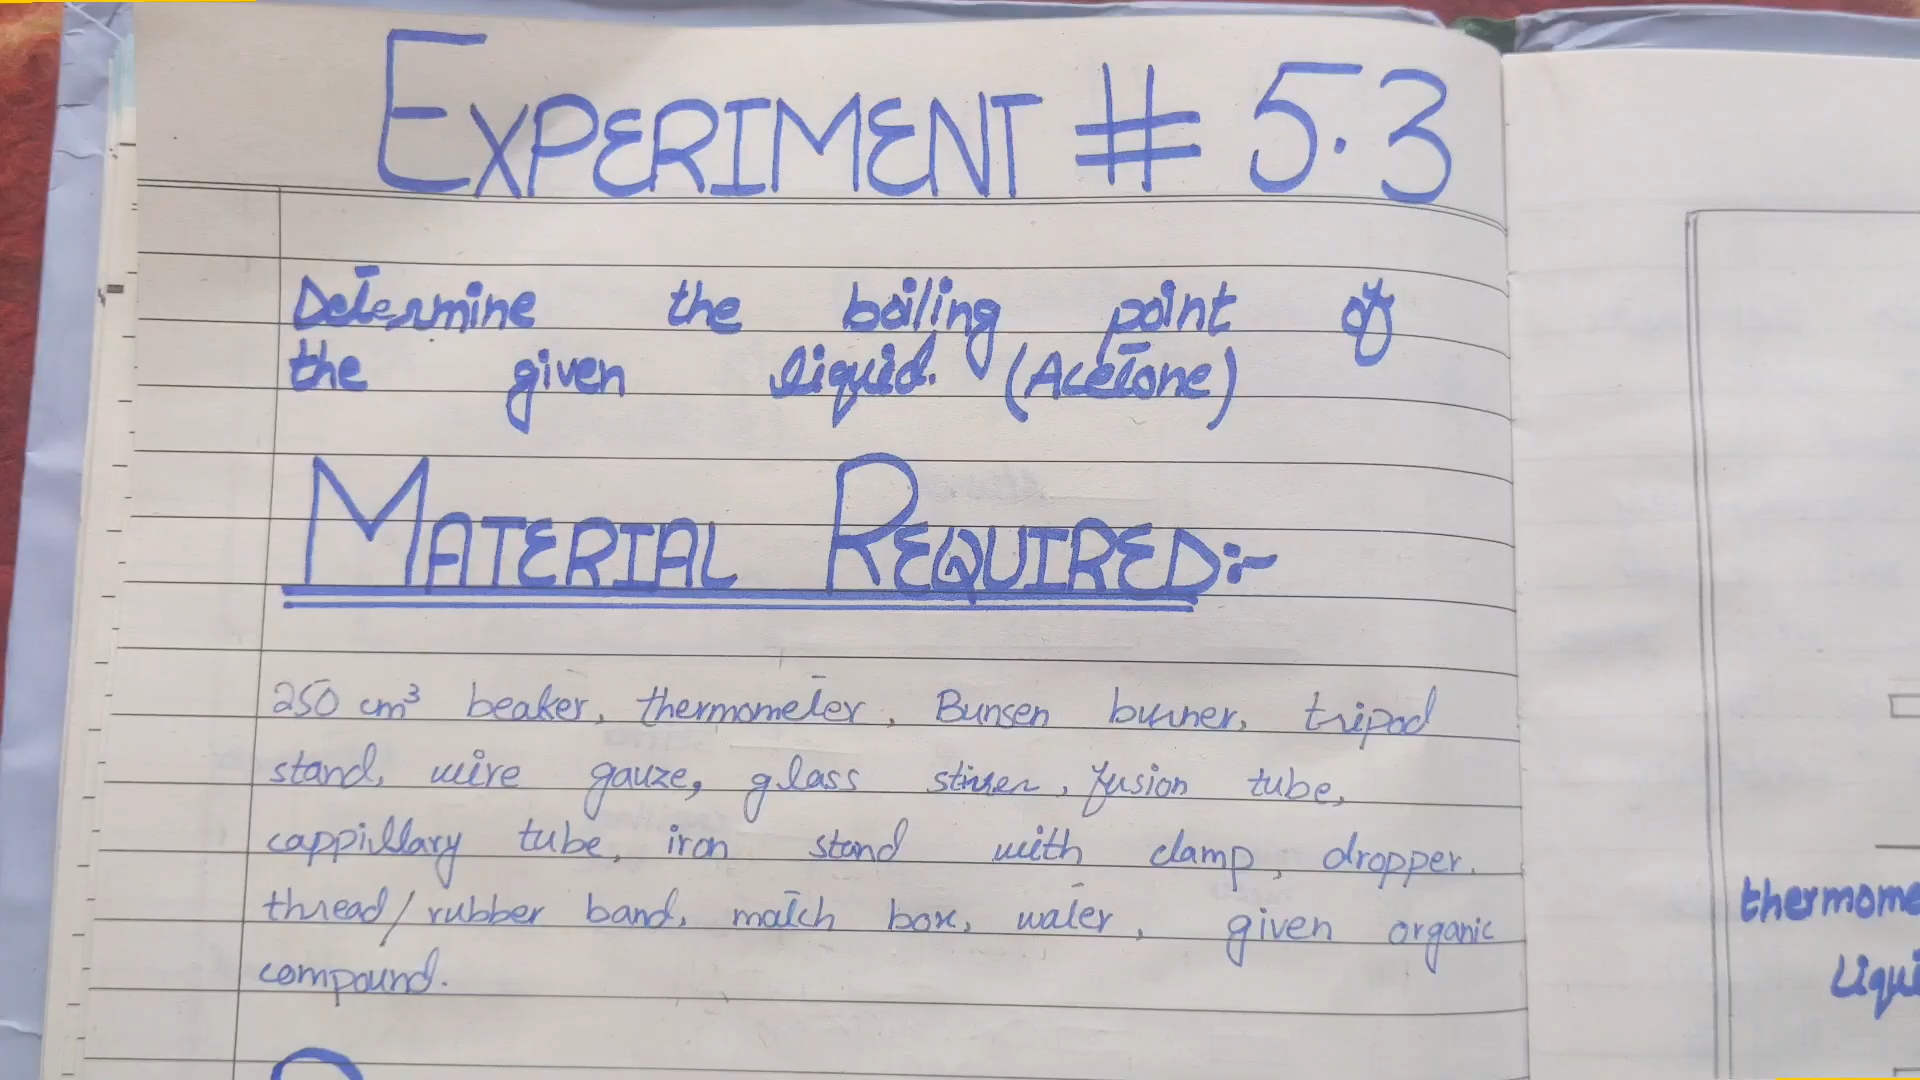 EXPERIMENT # 5.3
Determine the boiling point of
the given liquid. (Acetone)
MATERIAL REQUIRED:-
250 cm³ beaker, thermometer, Bunsen burner, tripod
stand, wire gauze, glass stirrer, fusion tube,
cappillary tube, iron stand with clamp, dropper.
thread/rubber band, match box, water, given organic
compound.
thermome
Liqui